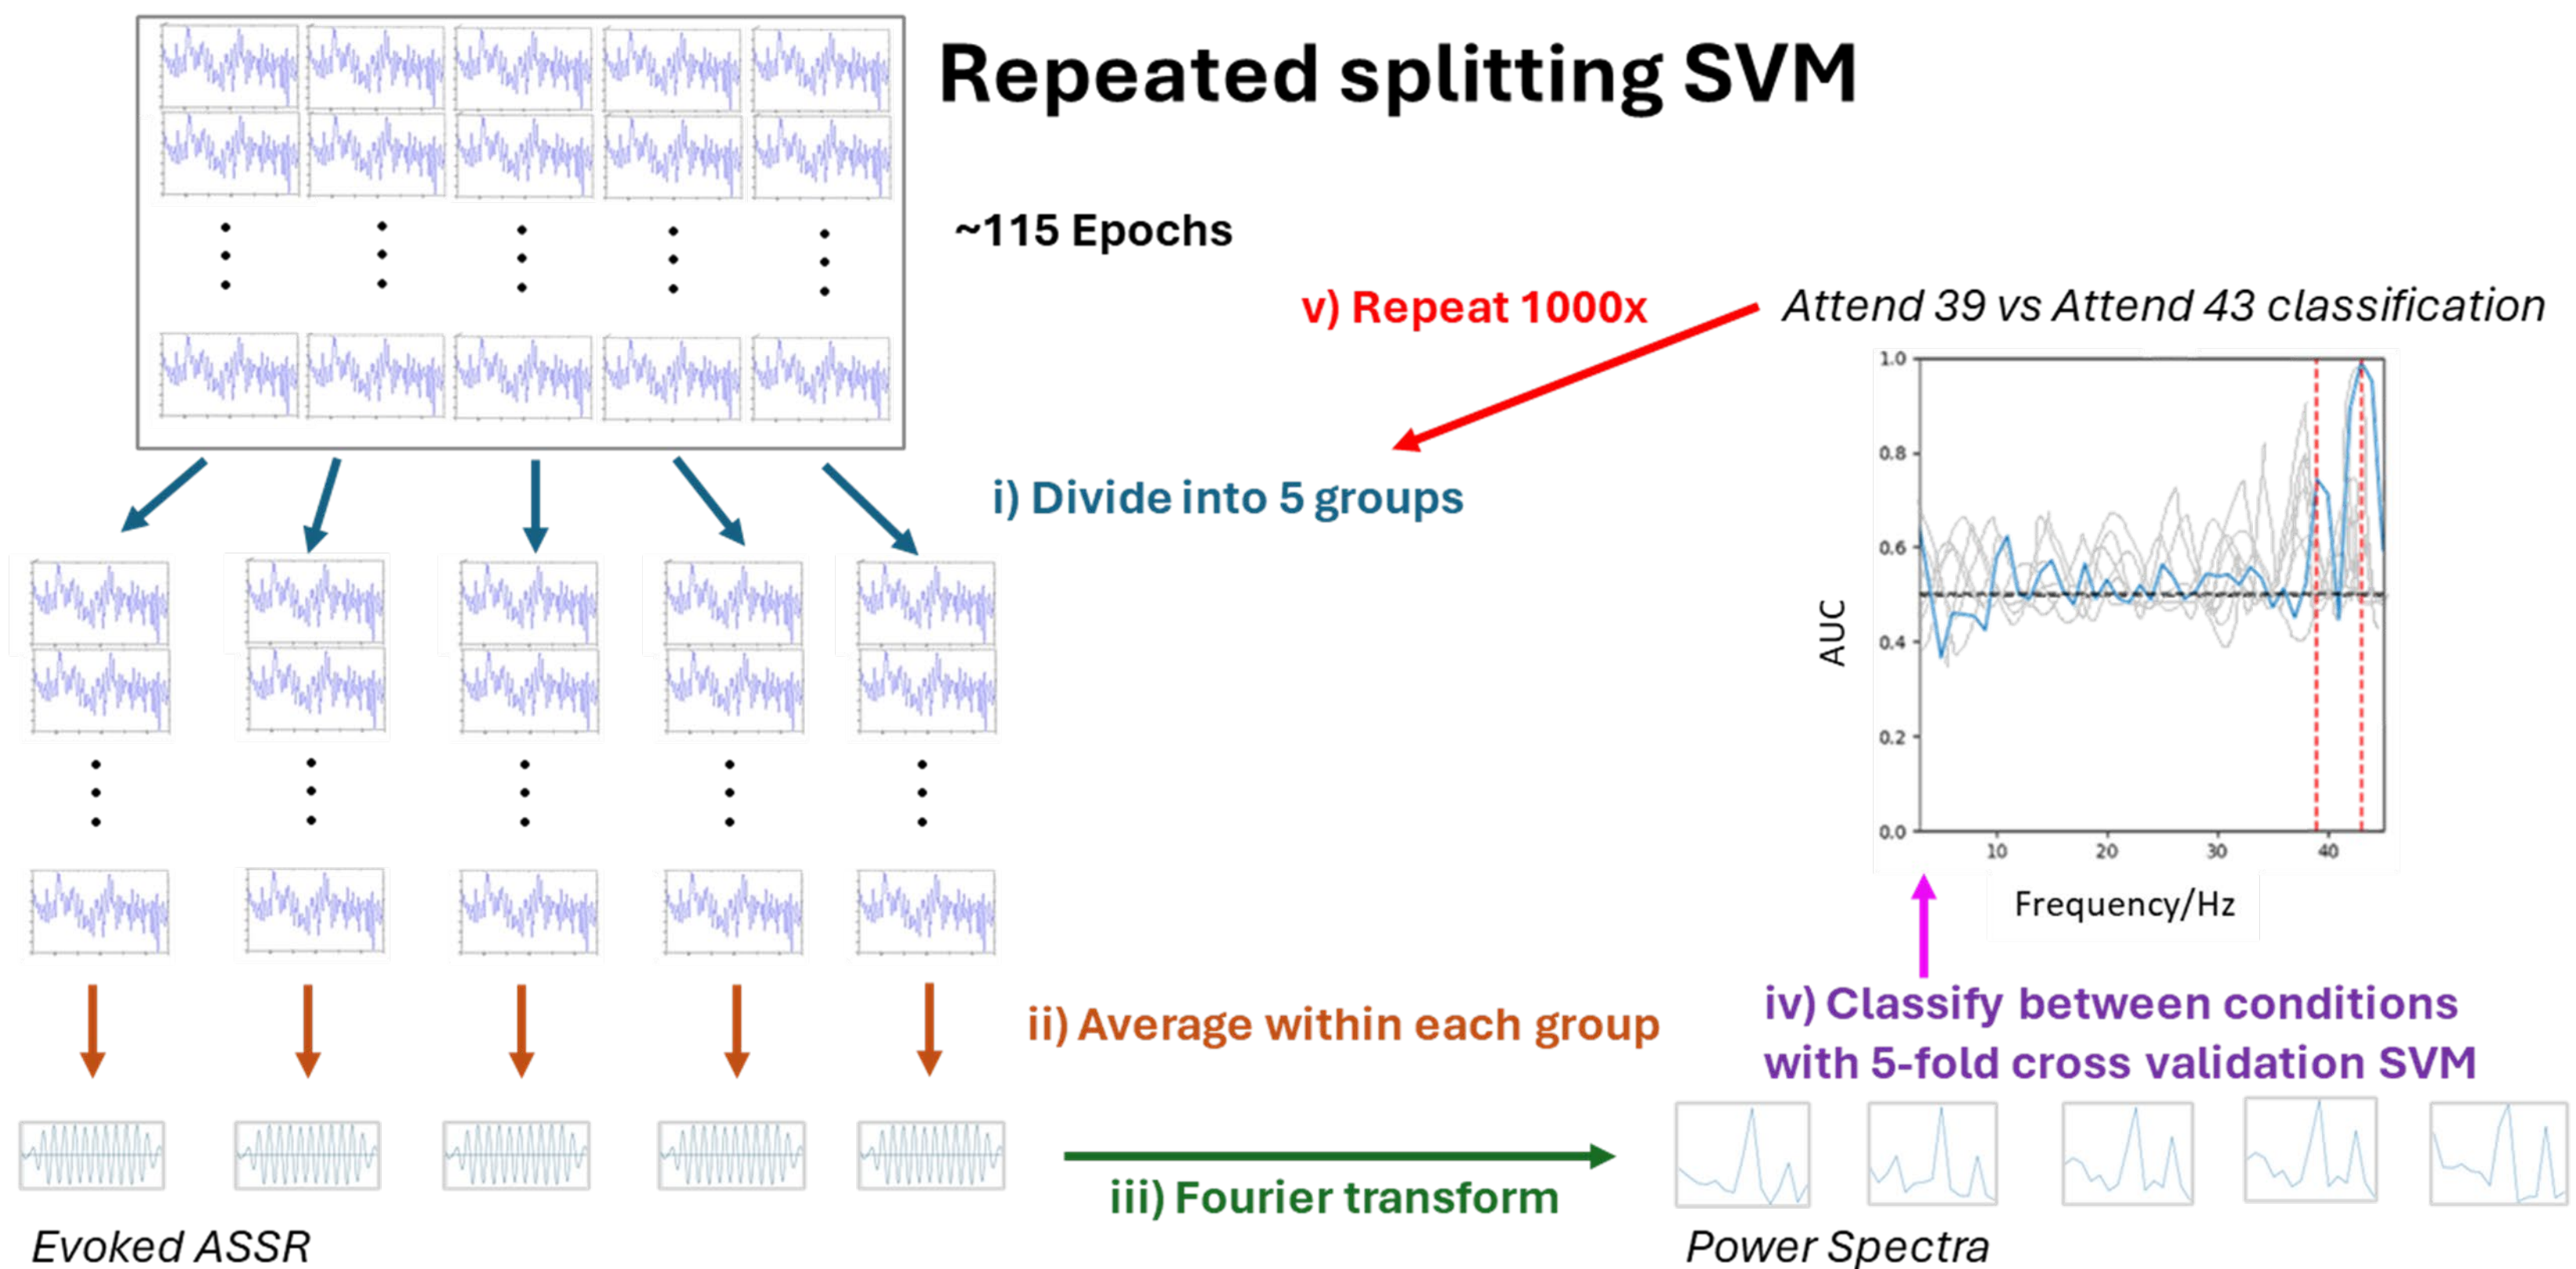 Repeated splitting SVM
~115 Epochs
v) Repeat 1000x
Attend 39 vs Attend 43 classification
i) Divide into 5 groups
1.0
0.8
0.6
0.4
0.2
0.0
AUC
10 20 30 40
Frequency/Hz
ii) Average within each group
iv) Classify between conditions
with 5-fold cross validation SVM
iii) Fourier transform
Evoked ASSR
Power Spectra